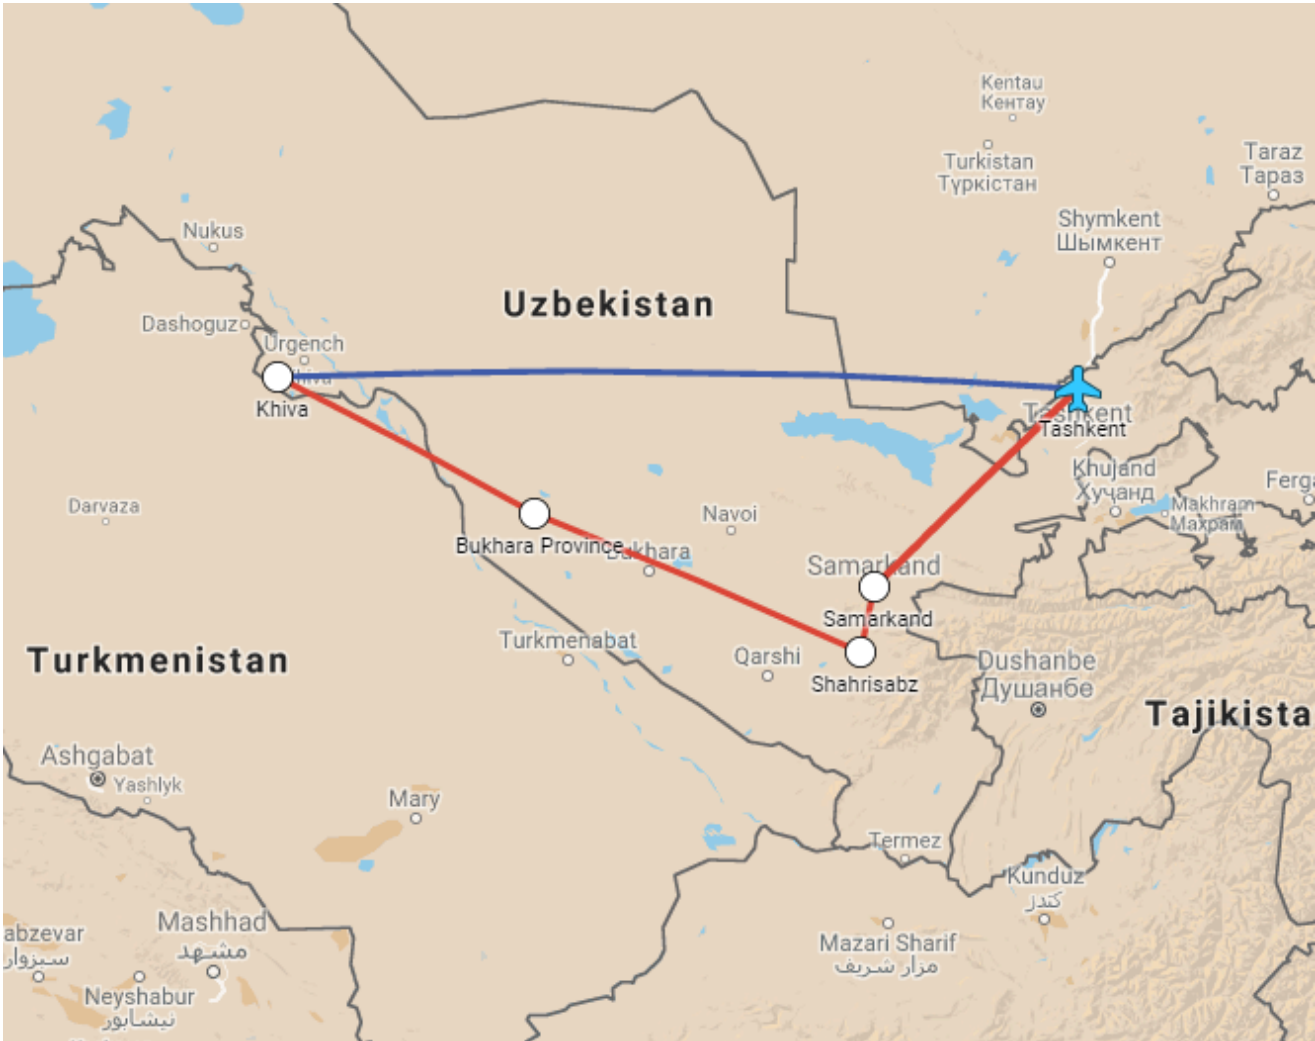 Kentau
Кентау
Turkistan
Түркістан
Taraz
Тараз
Shymkent
Шымкент
Nukus
Uzbekistan
Dashoguz
Urgench
Khiva
Tashkent
Tashkent
Khujand
Хуҷанд
Ferga
Makhram
Махрам
Darvaza
Navoi
Bukhara Province
Bukhara
Samarkand
Samarkand
Turkmenabat
Qarshi
Shahrisabz
Dushanbe
Душанбе
Turkmenistan
Tajikista
Ashgabat
Yashlyk
Mary
Termez
Kunduz
کندز
Mashhad
مشهد
abzevar
سبزوار
Mazari Sharif
مزار شریف
Neyshabur
نیشابور